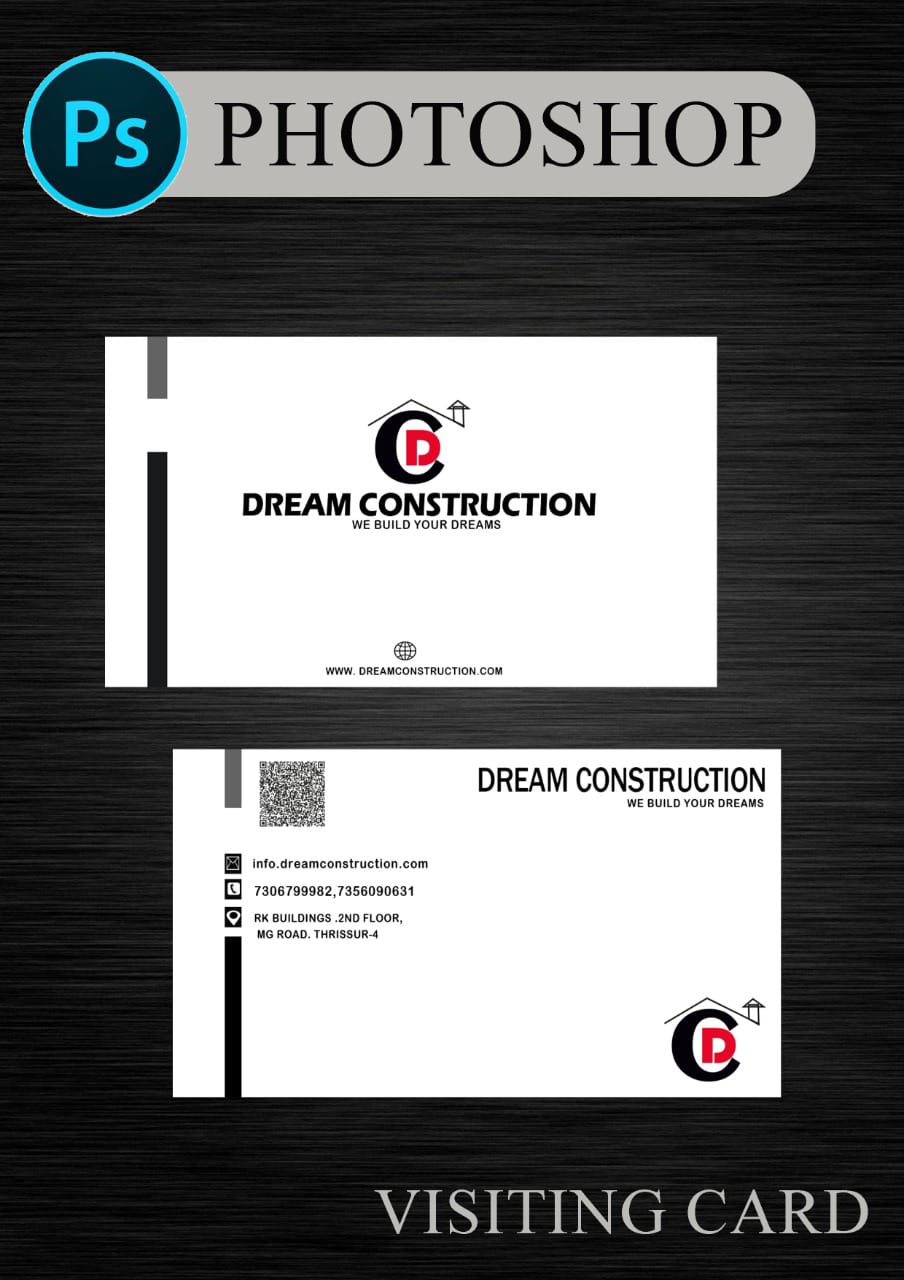 Ps
PHOTOSHOP
CD
DREAM CONSTRUCTION
WE BUILD YOUR DREAMS
WWW. DREAMCONSTRUCTION.COM
DREAM CONSTRUCTION
WE BUILD YOUR DREAMS
info.dreamconstruction.com
7306799982,7356090631
RK BUILDINGS .2ND FLOOR,
MG ROAD. THRISSUR-4
CD
VISITING CARD